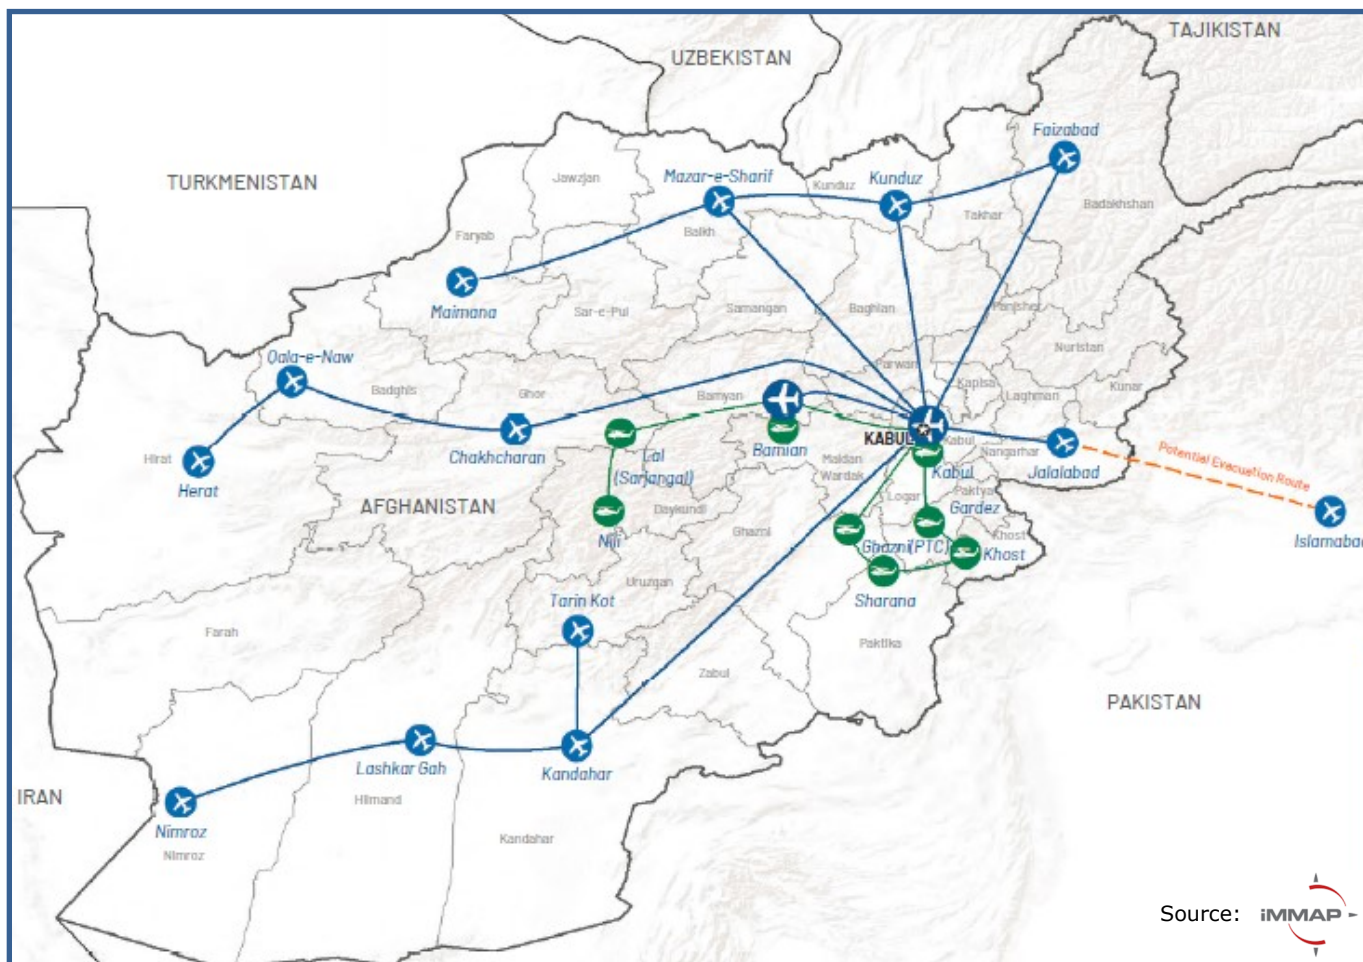 TAJIKISTAN
UZBEKISTAN
Faizabad
TURKMENISTAN
Jawzjan
Mazar-e-Sharif
Kunduz
Kunduz
Badakhshan
Takhar
Faryab
Balkh
Maimana
Sar-e-Pul
Samangan
Baghlan
Panjsher
Nuristan
Qala-e-Naw
Badghis
Ghor
Bamyan
Parwan
Kapisa
Kunar
Laghman
Hirat
Herat
Chakhcharan
Lal
(Sarjangal)
Bamian
KABUL
Kabul
Nangarhar
Jalalabad
Potential Evacuation Route
Maidan
Wardak
Kabul
AFGHANISTAN
Daykundi
Logar
Paktya
Gardez
Islamabad
Nili
Ghazni
Ghazni
(PTC)
Khost
Khost
Uruzgan
Tarin Kot
Sharana
Farah
Paktika
Zabul
PAKISTAN
Lashkar Gah
Kandahar
IRAN
Hilmand
Nimroz
Nimroz
Kandahar
Source: iMMAP